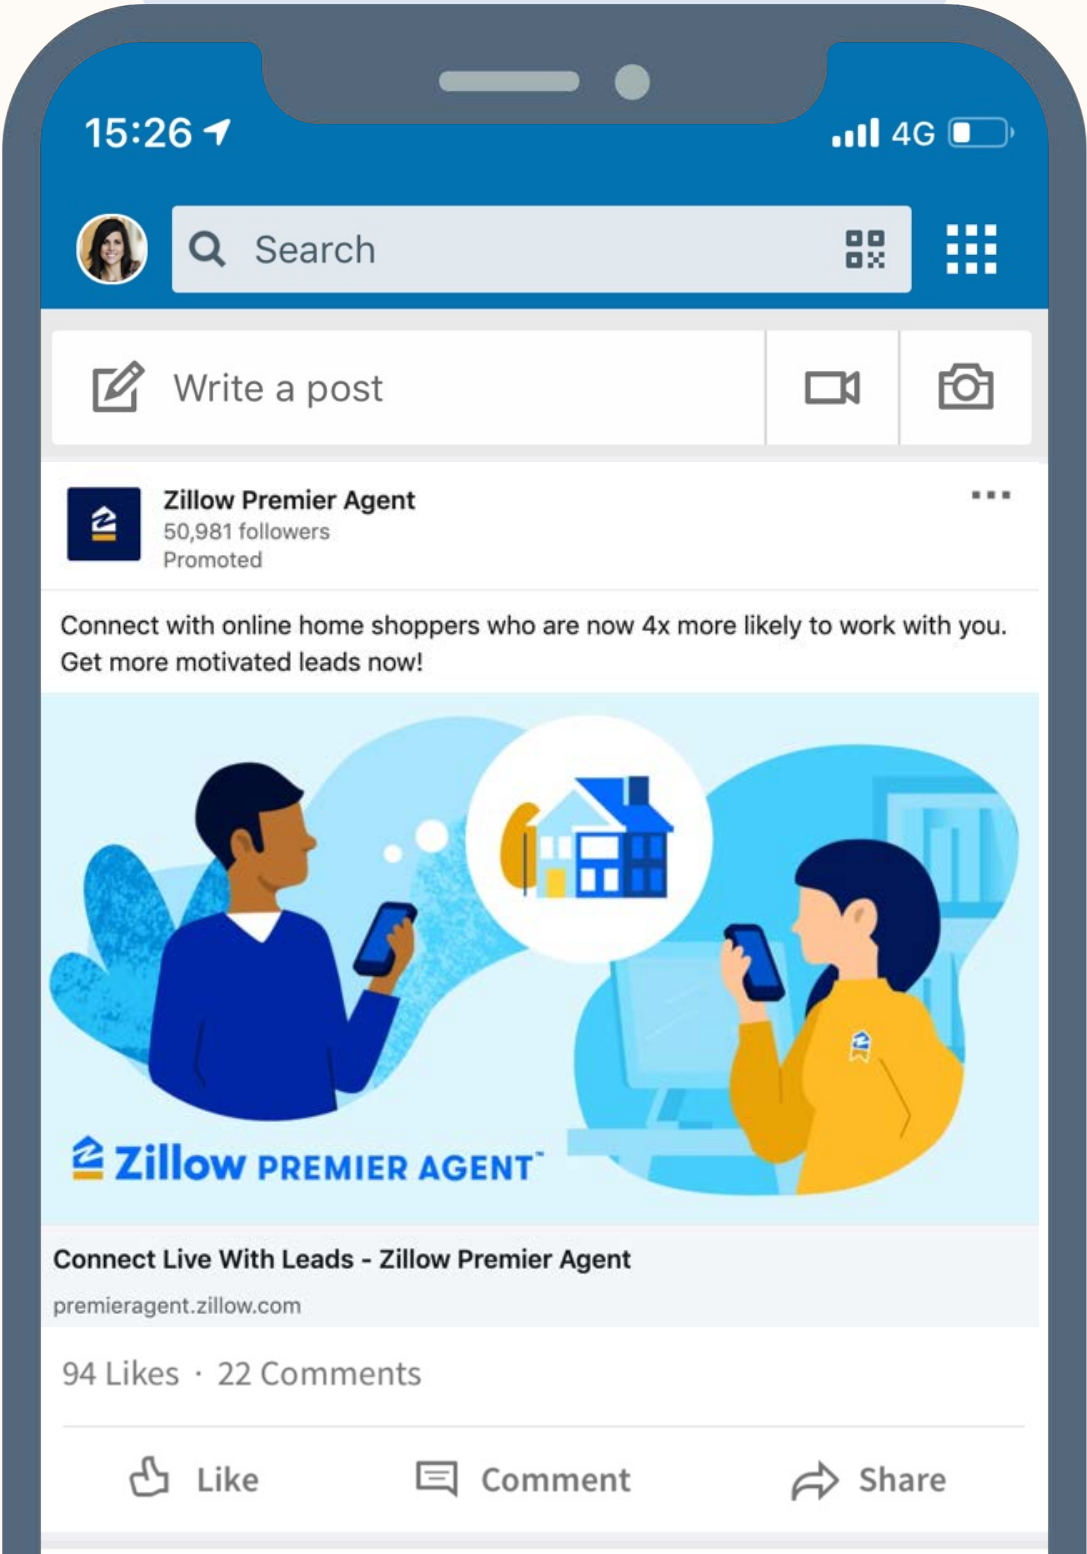 15:26
4G
Search
Write a post
Zillow Premier Agent
50,981 followers
Promoted
Connect with online home shoppers who are now 4x more likely to work with you.
Get more motivated leads now!
Zillow PREMIER AGENT™
Connect Live With Leads - Zillow Premier Agent
premieragent.zillow.com
94 Likes · 22 Comments
Like
Comment
Share